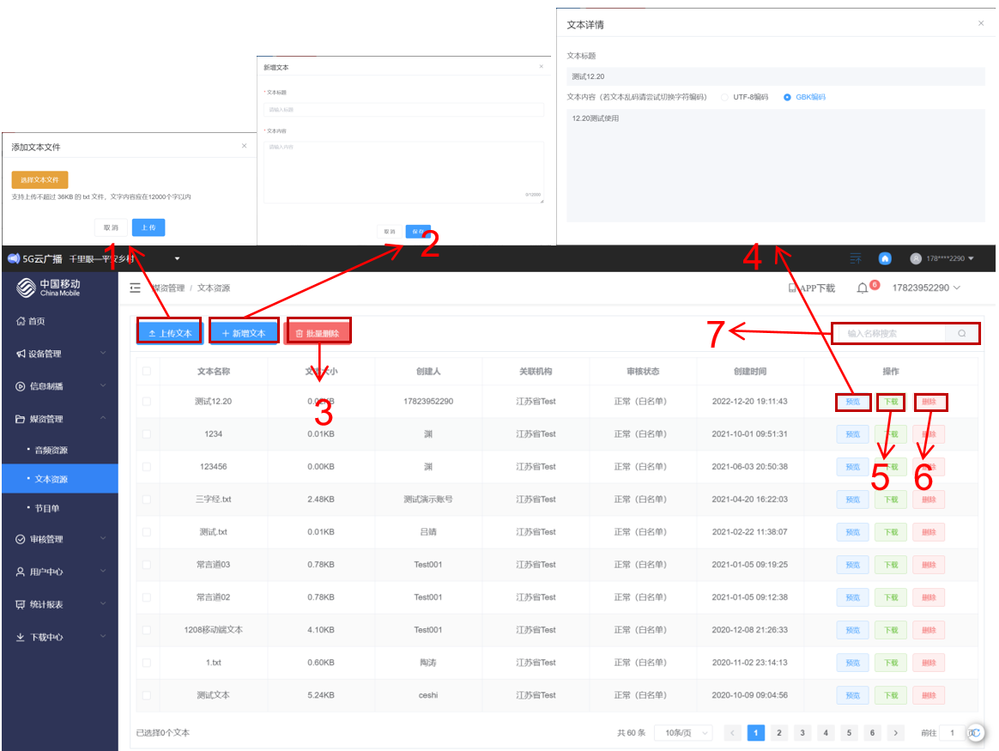 文本详情
×
文本标题
测试12.20
文本内容（若文本乱码请尝试切换字符编码） UTF-8编码 GBK编码
12.20测试使用
新增文本
×
* 文本标题
请输入标题
* 文本内容
请输入内容
0/12000
取消
添加文本文件
×
选择文本文件
支持上传不超过 36KB 的 txt 文件，文字内容应在12000个字以内
取消 上传
1
2
4
5G云广播 千里眼—平安乡村
178****2290
中国移动
China Mobile
媒资管理 / 文本资源
APP下载
6
17823952290
首页
设备管理
信息制播
媒资管理
音频资源
文本资源
节目单
审核管理
用户中心
统计报表
下载中心
上传文本 新增文本 批量删除
7
输入名称搜索
文本名称 文本大小 创建人 关联机构 审核状态 创建时间 操作
测试12.20 17823952290 江苏省Test 正常（白名单） 2022-12-20 19:11:43 预览 下载 删除
3
1234 0.01KB 渊 江苏省Test 正常（白名单） 2021-10-01 09:51:31 预览 下载 删除
123456 0.00KB 渊 江苏省Test 正常（白名单） 2021-06-03 20:50:38 预览 下载 删除
5
6
三字经.txt 2.48KB 测试演示账号 江苏省Test 正常（白名单） 2021-04-20 16:22:03 预览 下载 删除
测试.txt 0.01KB 吕婧 江苏省Test 正常（白名单） 2021-02-22 11:38:07 预览 下载 删除
常言道03 0.78KB Test001 江苏省Test 正常（白名单） 2021-01-05 09:19:25 预览 下载 删除
常言道02 0.78KB Test001 江苏省Test 正常（白名单） 2021-01-05 09:12:38 预览 下载 删除
1208移动端文本 4.10KB Test001 江苏省Test 正常（白名单） 2020-12-08 21:26:33 预览 下载 删除
1.txt 0.60KB 陶涛 江苏省Test 正常（白名单） 2020-11-02 23:14:13 预览 下载 删除
测试文本 5.24KB ceshi 江苏省Test 正常（白名单） 2020-10-09 09:04:56 预览 下载 删除
已选择0个文本
共 60 条 10条/页 < 1 2 3 4 5 6 > 前往 1 页